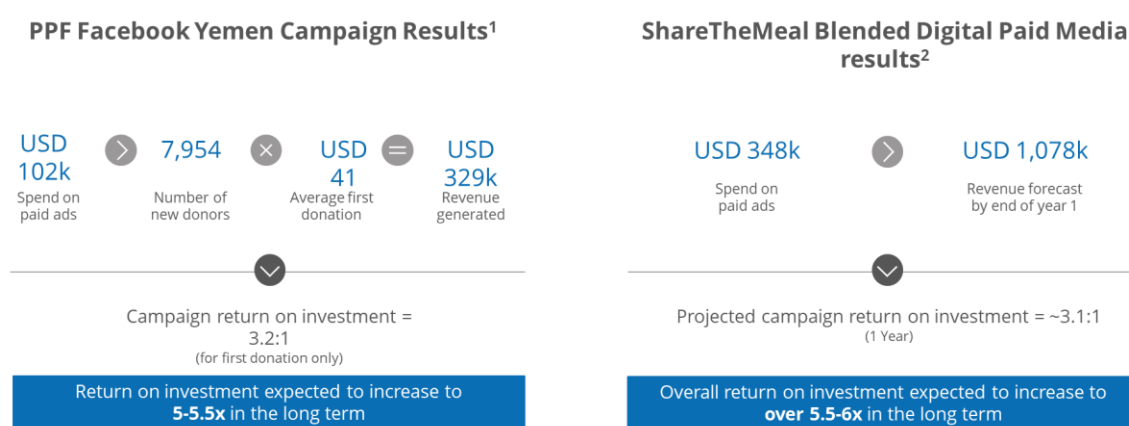 PPF Facebook Yemen Campaign Results¹
USD
102k
Spend on
paid ads
7,954
Number of
new donors
×
USD
41
Average first
donation
=
USD
329k
Revenue
generated
Campaign return on investment =
3.2:1
(for first donation only)
Return on investment expected to increase to
5-5.5x in the long term
ShareTheMeal Blended Digital Paid Media
results²
USD 348k
Spend on
paid ads
USD 1,078k
Revenue forecast
by end of year 1
Projected campaign return on investment = ~3.1:1
(1 Year)
Overall return on investment expected to increase to
over 5.5-6x in the long term